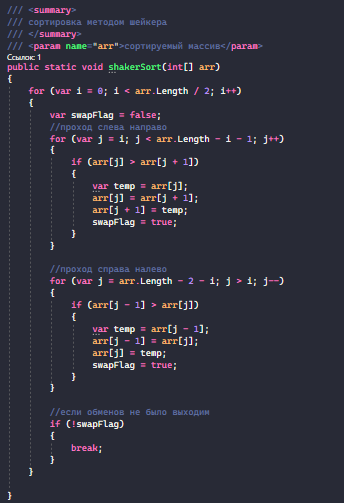 /// <summary>
/// сортировка методом шейкера
/// </summary>
/// <param name="arr">сортируемый массив</param>
Ссылок: 1
public static void shakerSort(int[] arr)
{
    for (var i = 0; i < arr.Length / 2; i++)
    {
        var swapFlag = false;
        //проход слева направо
        for (var j = i; j < arr.Length - i - 1; j++)
        {
            if (arr[j] > arr[j + 1])
            {
                var temp = arr[j];
                arr[j] = arr[j + 1];
                arr[j + 1] = temp;
                swapFlag = true;
            }
        }

        //проход справа налево
        for (var j = arr.Length - 2 - i; j > i; j--)
        {
            if (arr[j - 1] > arr[j])
            {
                var temp = arr[j - 1];
                arr[j - 1] = arr[j];
                arr[j] = temp;
                swapFlag = true;
            }
        }

        //если обменов не было выходим
        if (!swapFlag)
        {
            break;
        }
    }

}